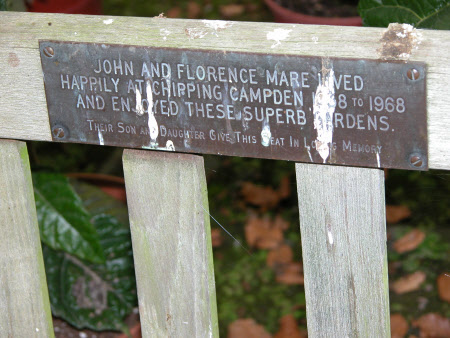 JOHN AND FLORENCE MARE LIVED
HAPPILY AT CHIPPING CAMPDEN TO 1968
AND ENJOYED THESE SUPERB GARDENS.
THEIR SON AND DAUGHTER GIVE THIS SEAT IN LOVING MEMORY